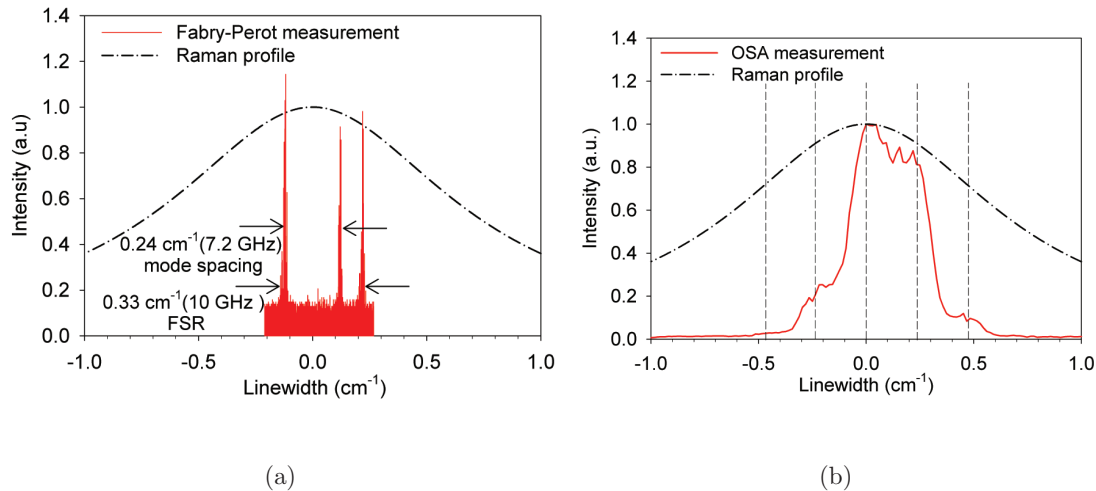 1.4
1.2
1.0
0.8
0.6
0.4
0.2
0.0
Intensity (a.u)
Fabry-Perot measurement
Raman profile
0.24 cm⁻¹(7.2 GHz)
mode spacing
0.33 cm⁻¹(10 GHz )
FSR
-1.0 -0.5 0.0 0.5 1.0
Linewidth (cm⁻¹)
(a)
1.4
1.2
1.0
0.8
0.6
0.4
0.2
0.0
Intensity (a.u.)
OSA measurement
Raman profile
-1.0 -0.5 0.0 0.5 1.0
Linewidth (cm⁻¹)
(b)